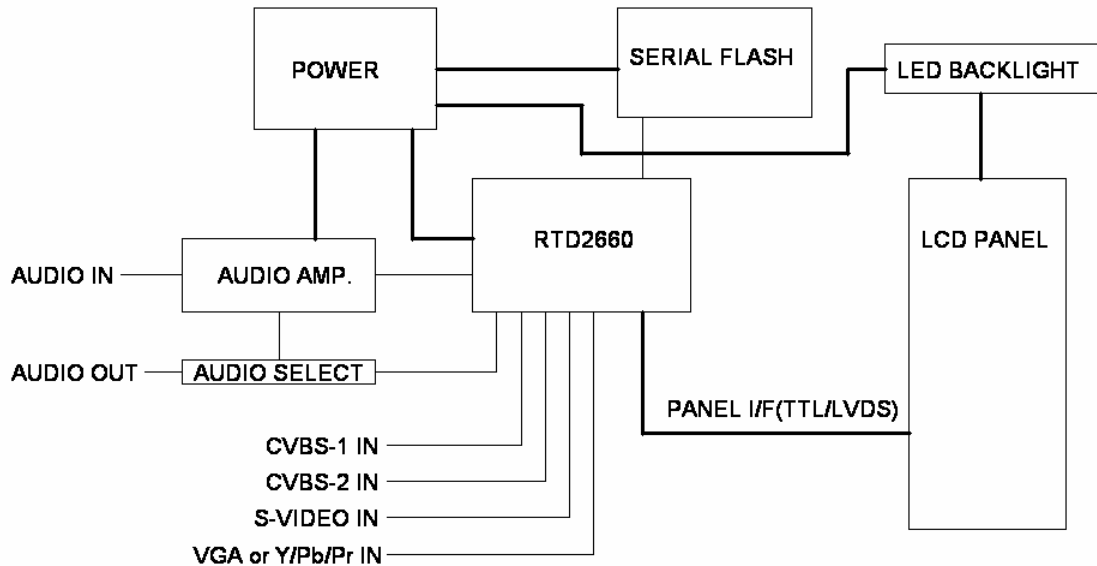 POWER
SERIAL FLASH
LED BACKLIGHT
RTD2660
LCD PANEL
AUDIO IN
AUDIO AMP.
AUDIO OUT
AUDIO SELECT
PANEL I/F(TTL/LVDS)
CVBS-1 IN
CVBS-2 IN
S-VIDEO IN
VGA or Y/Pb/Pr IN